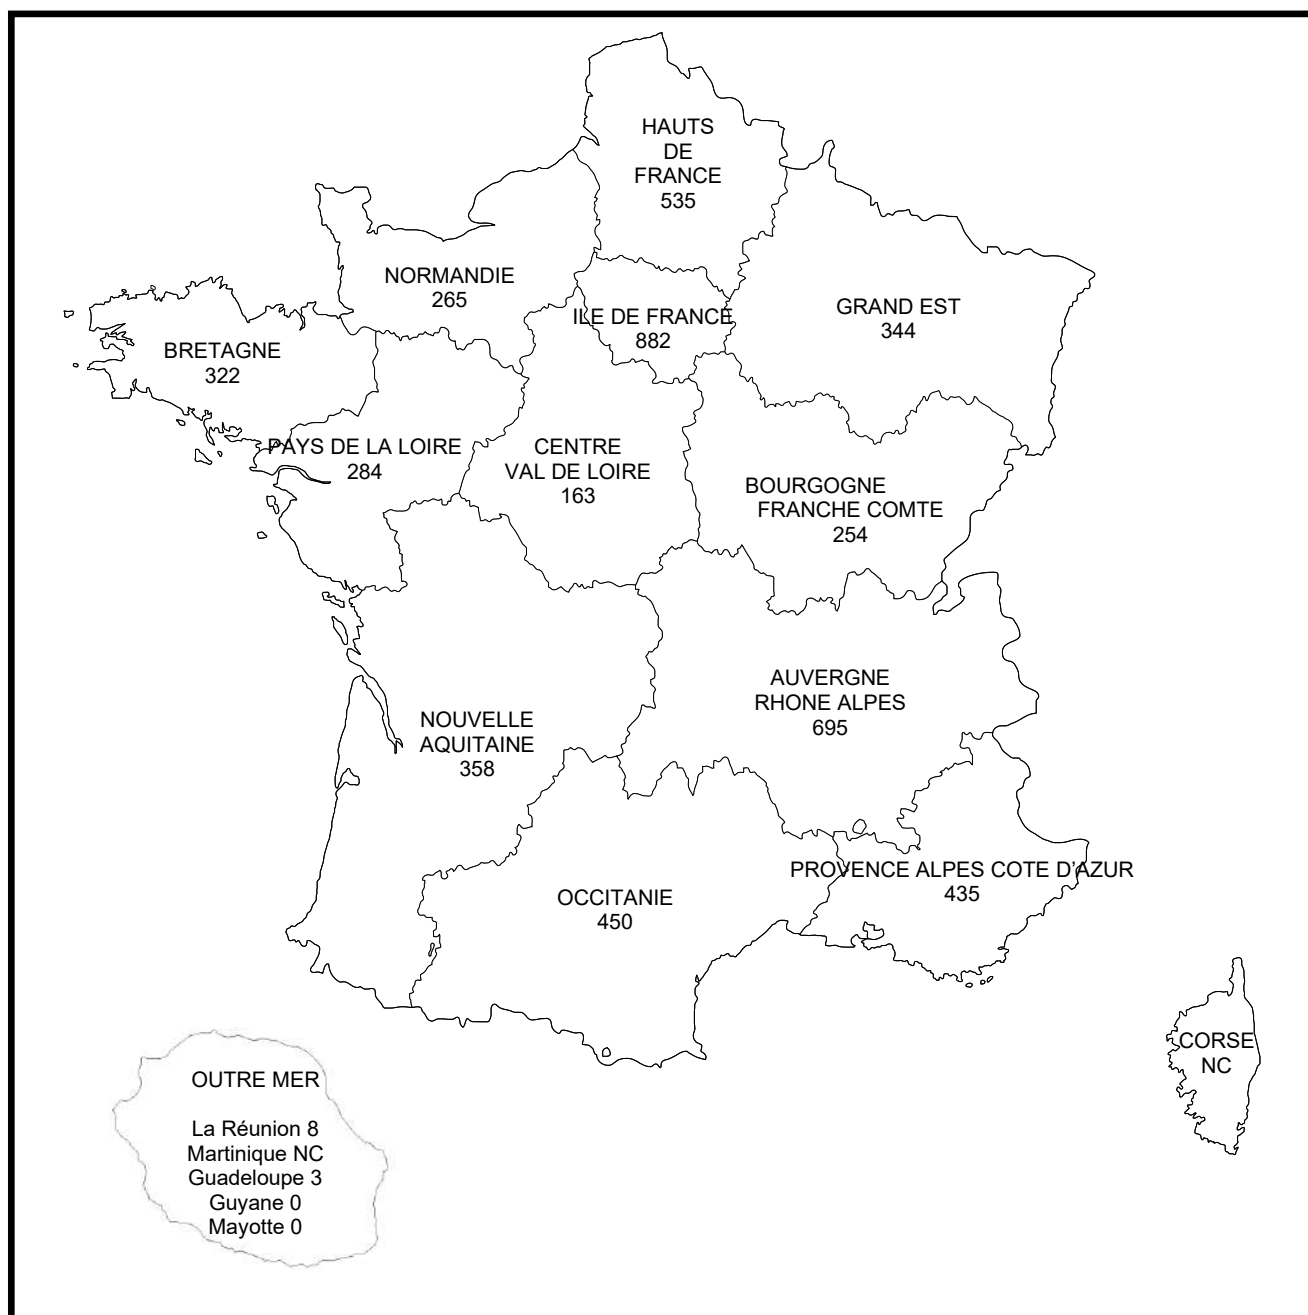 HAUTS
DE
FRANCE
535
NORMANDIE
265
ILE DE FRANCE
882
GRAND EST
344
BRETAGNE
322
PAYS DE LA LOIRE
284
CENTRE
VAL DE LOIRE
163
BOURGOGNE
FRANCHE COMTE
254
AUVERGNE
RHONE ALPES
695
NOUVELLE
AQUITAINE
358
PROVENCE ALPES COTE D'AZUR
435
OCCITANIE
450
CORSE
NC
OUTRE MER
La Réunion 8
Martinique NC
Guadeloupe 3
Guyane 0
Mayotte 0